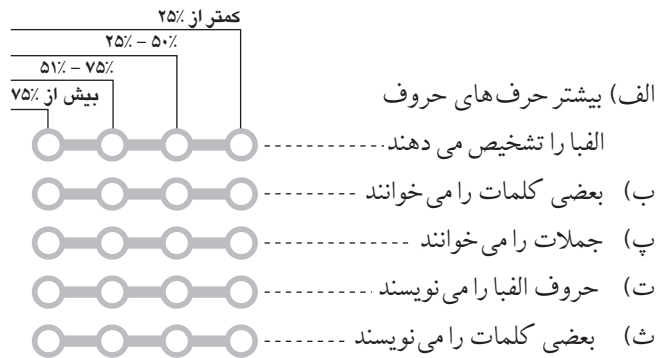 کمتر از ۲۵٪
۲۵٪ – ۵۰٪
۵۱٪ – ۷۵٪
بیش از ۷۵٪
الف) بیشتر حرف های حروف
الفبا را تشخیص می دهند
ب) بعضی کلمات را می خوانند
پ) جملات را می خوانند
ت) حروف الفبا را می نویسند
ث) بعضی کلمات را می نویسند